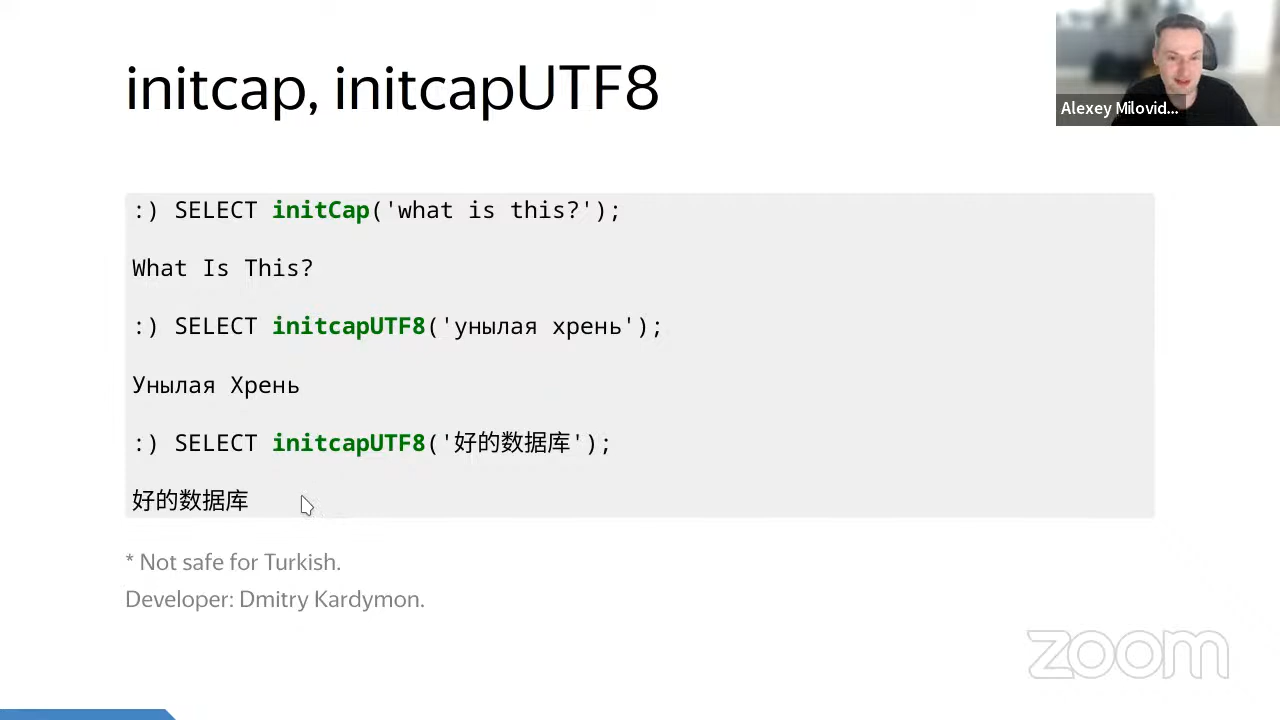 initcap, initcapUTF8
Alexey Milovid...
:) SELECT initCap('what is this?');
What Is This?
:) SELECT initcapUTF8('унылая хрень');
Унылая Хрень
:) SELECT initcapUTF8('好的数据库');
好的数据库
* Not safe for Turkish.
Developer: Dmitry Kardymon.
zoom